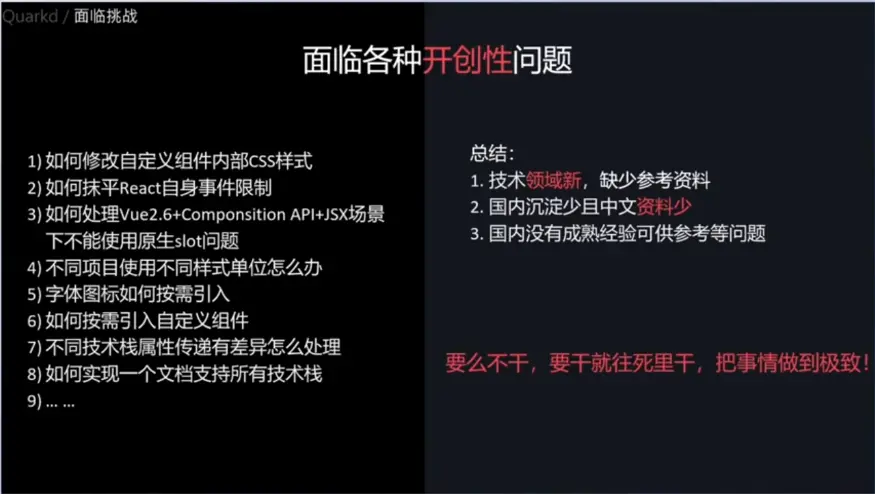 Quarkd / 面临挑战
面临各种开创性问题
1) 如何修改自定义组件内部CSS样式
2) 如何抹平React自身事件限制
3) 如何处理Vue2.6+Componsition API+JSX场景
下不能使用原生slot问题
4) 不同项目使用不同样式单位怎么办
5) 字体图标如何按需引入
6) 如何按需引入自定义组件
7) 不同技术栈属性传递有差异怎么处理
8) 如何实现一个文档支持所有技术栈
9) ... ...
总结：
1. 技术领域新，缺少参考资料
2. 国内沉淀少且中文资料少
3. 国内没有成熟经验可供参考等问题
要么不干，要干就往死里干，把事情做到极致！